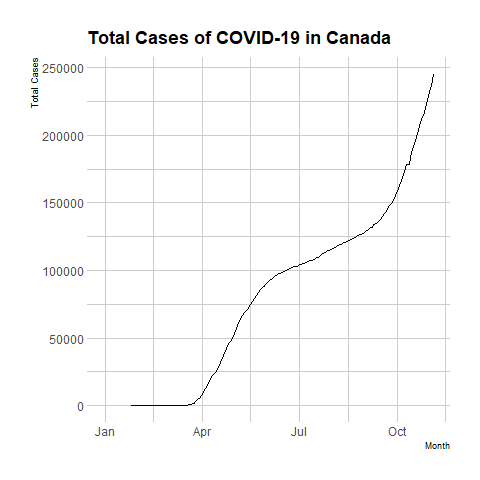 Total Cases of COVID-19 in Canada
Total Cases
250000
200000
150000
100000
50000
0
Jan Apr Jul Oct
Month